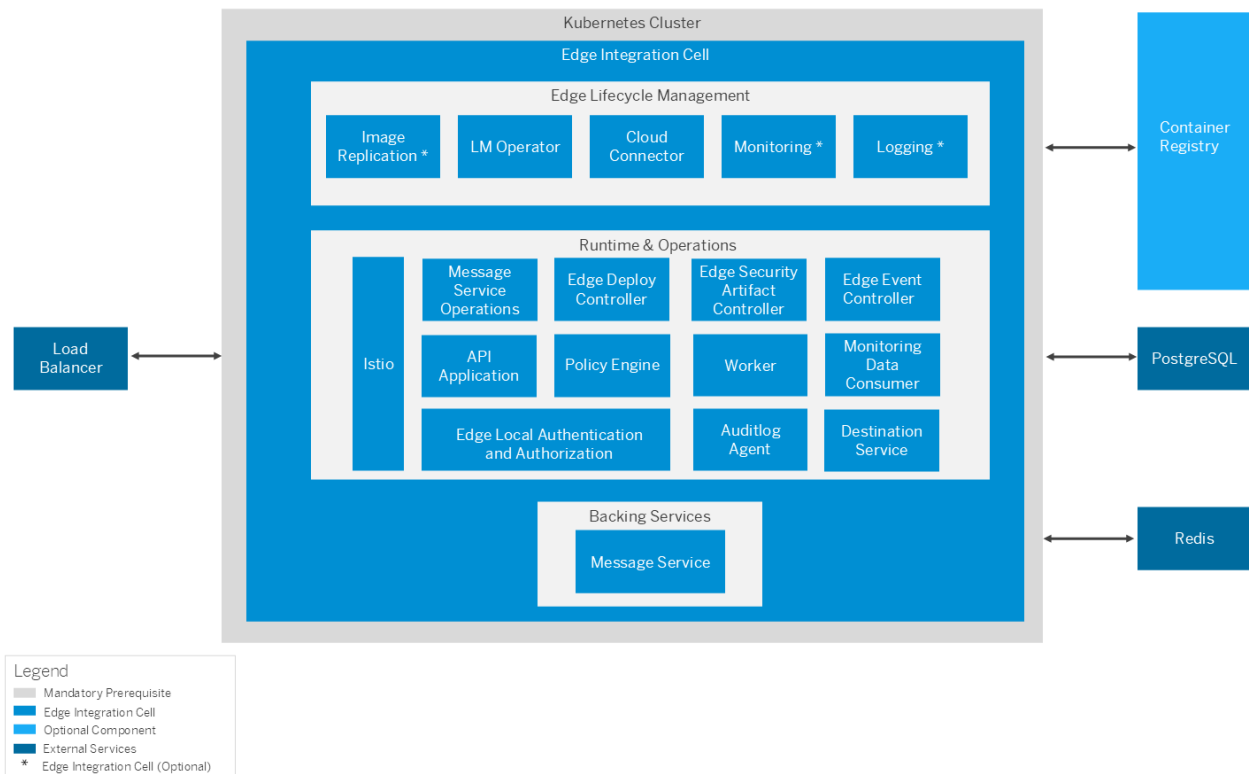 Kubernetes Cluster
Edge Integration Cell
Edge Lifecycle Management
Image
Replication *
LM Operator
Cloud
Connector
Monitoring *
Logging *
Container
Registry
Runtime & Operations
Istio
Message
Service
Operations
Edge Deploy
Controller
Edge Security
Artifact
Controller
Edge Event
Controller
API
Application
Policy Engine
Worker
Monitoring
Data
Consumer
Edge Local Authentication
and Authorization
Auditlog
Agent
Destination
Service
Load
Balancer
PostgreSQL
Backing Services
Message Service
Redis
Legend
Mandatory Prerequisite
Edge Integration Cell
Optional Component
External Services
* Edge Integration Cell (Optional)